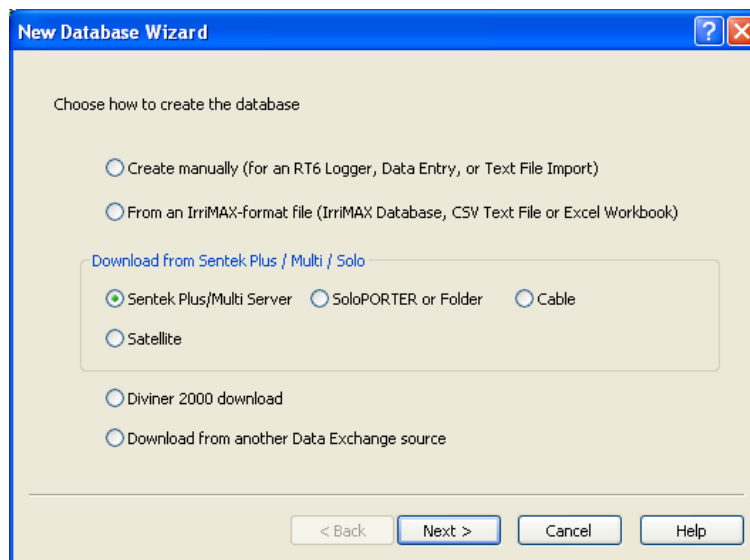 New Database Wizard
Choose how to create the database
Create manually (for an RT6 Logger, Data Entry, or Text File Import)
From an IrriMAX-format file (IrriMAX Database, CSV Text File or Excel Workbook)
Download from Sentek Plus / Multi / Solo
Sentek Plus/Multi Server SoloPORTER or Folder Cable
Satellite
Diviner 2000 download
Download from another Data Exchange source
< Back Next > Cancel Help